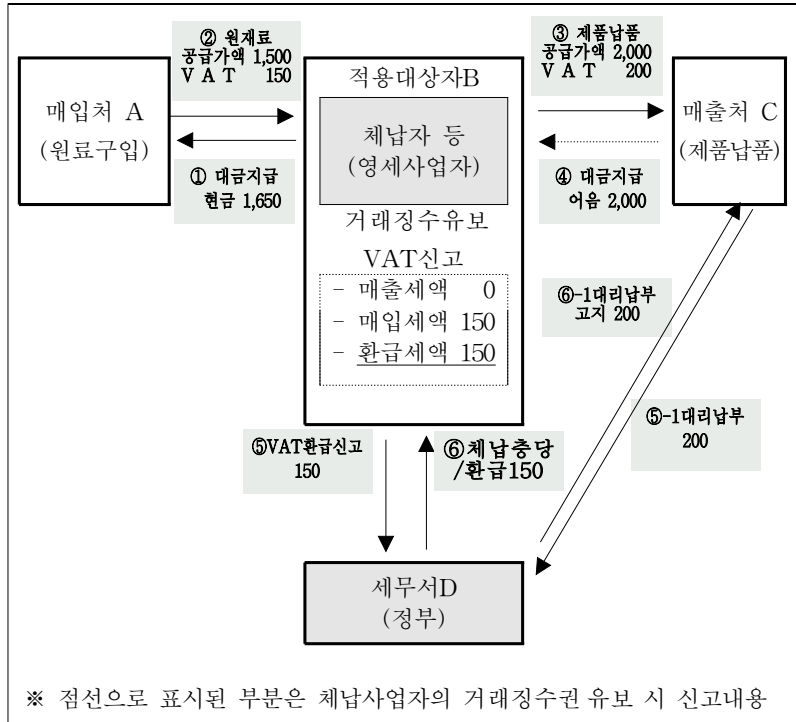 ② 원재료
공급가액 1,500
V A T 150
매입처 A
(원료구입)
① 대금지급
현금 1,650
적용대상자B
체납자 등
(영세사업자)
거래징수유보
VAT신고
- 매출세액 0
- 매입세액 150
- 환급세액 150
③ 제품납품
공급가액 2,000
V A T 200
매출처 C
(제품납품)
④ 대금지급
어음 2,000
⑥-1대리납부
고지 200
⑤-1대리납부
200
⑤VAT환급신고
150
⑥체납충당
/환급150
세무서D
(정부)
※ 점선으로 표시된 부분은 체납사업자의 거래징수권 유보 시 신고내용